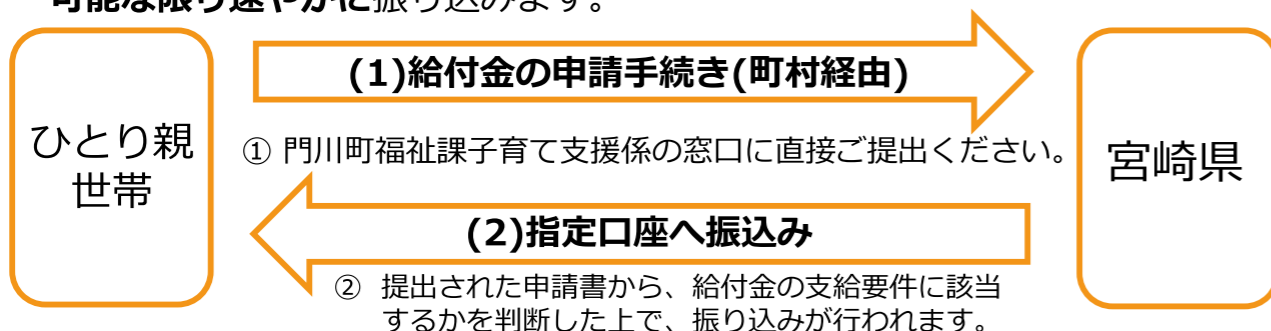 可能な限り速やかに振り込みます。
ひとり親
世帯
(1)給付金の申請手続き(町村経由)
① 門川町福祉課子育て支援係の窓口に直接ご提出ください。
宮崎県
(2)指定口座へ振込み
② 提出された申請書から、給付金の支給要件に該当
するかを判断した上で、振り込みが行われます。